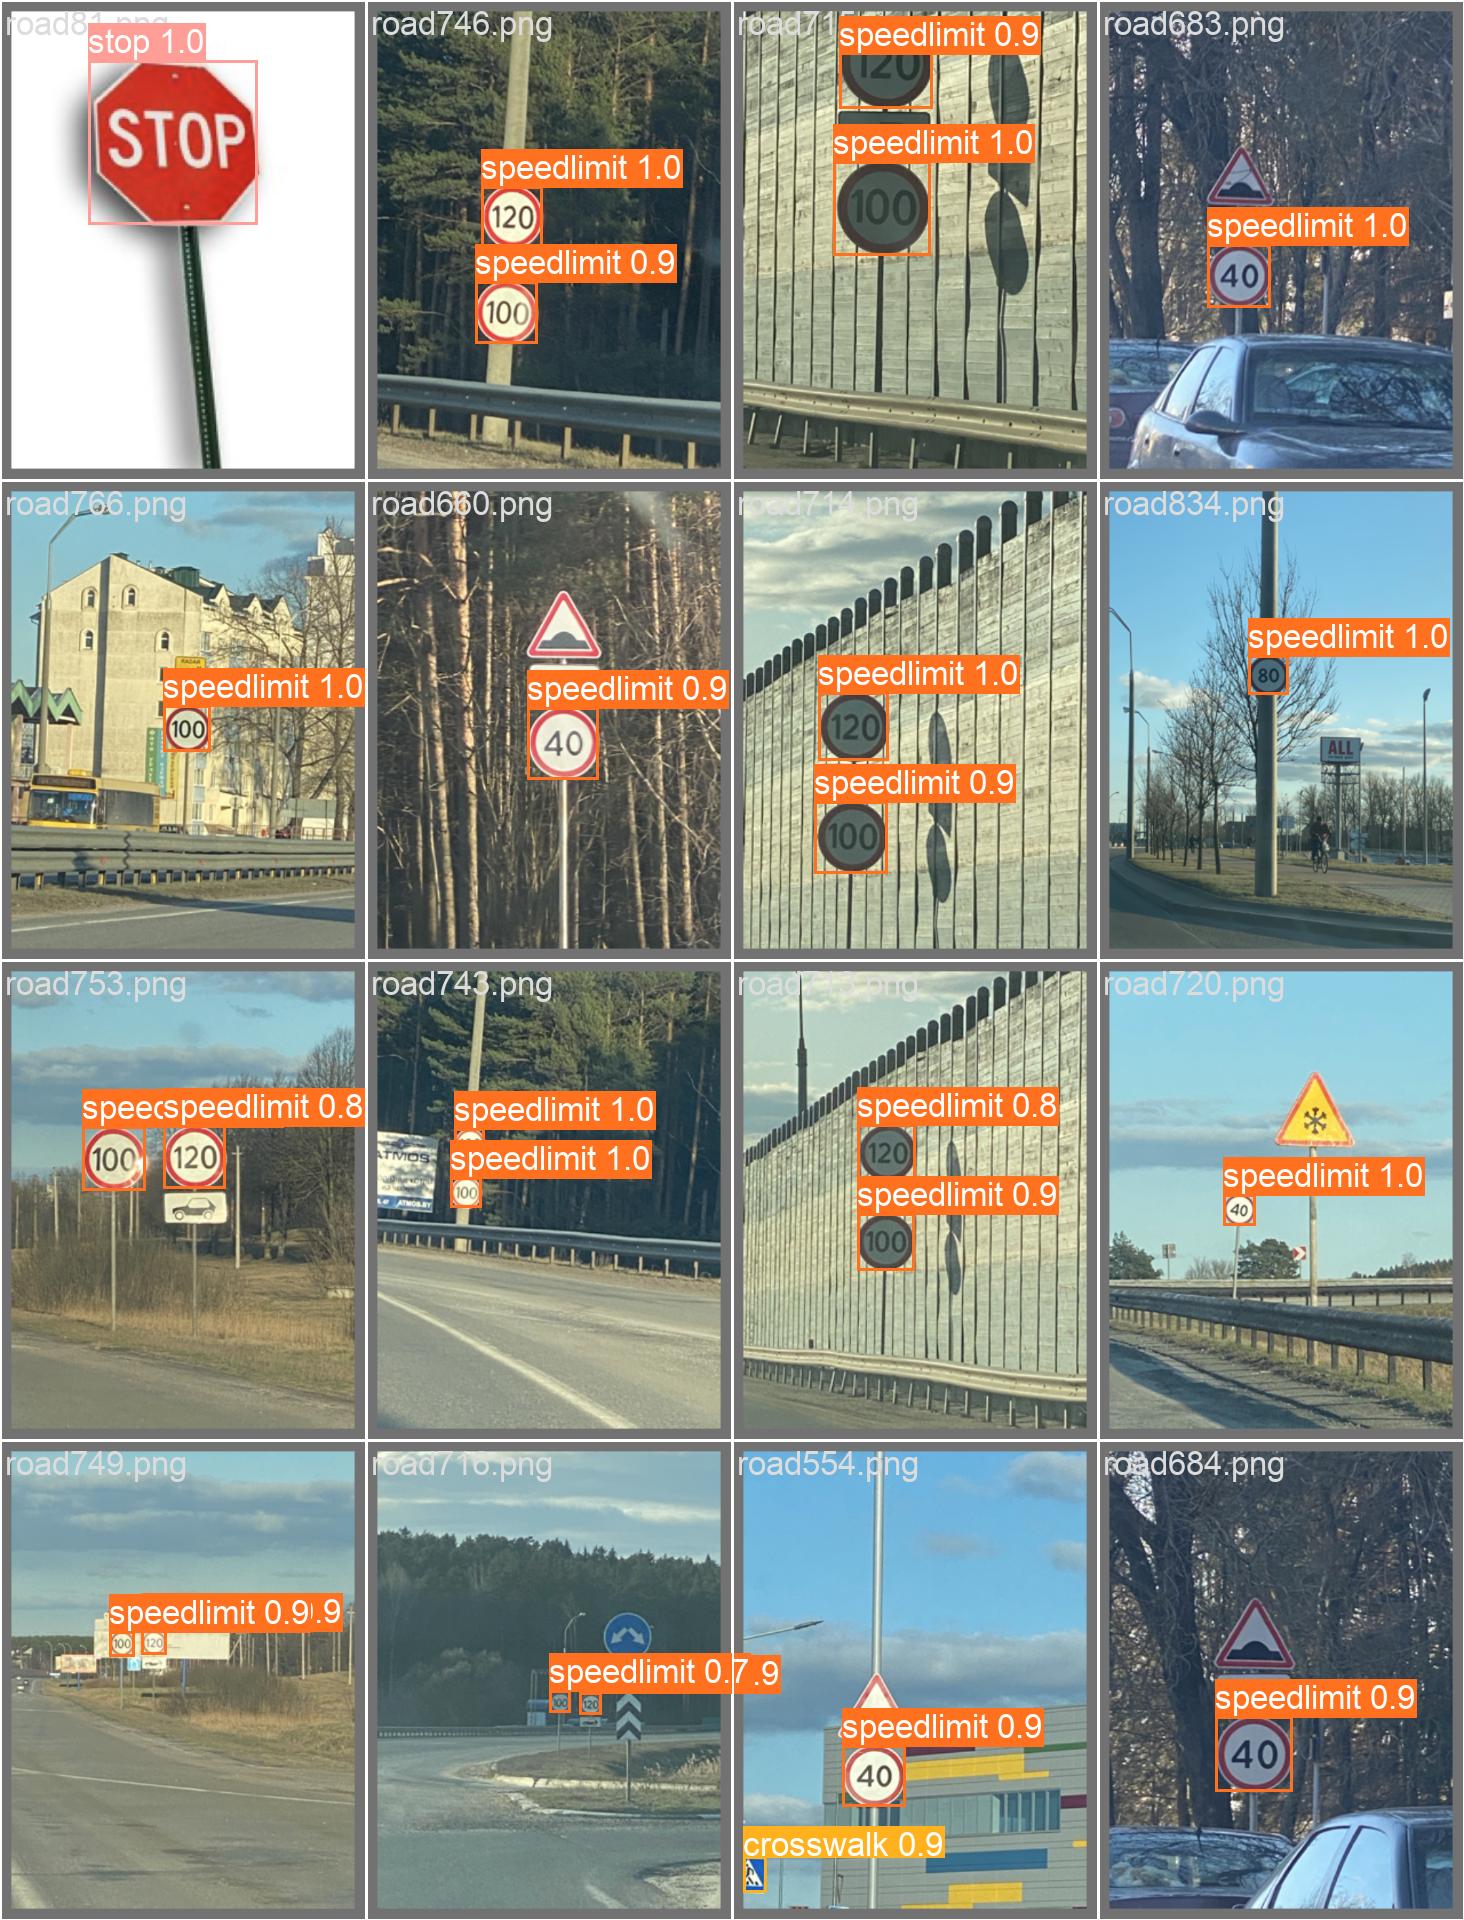 road81.png
stop 1.0
STOP
road746.png
speedlimit 1.0
120
speedlimit 0.9
100
speedlimit 0.9
120
speedlimit 1.0
100
road683.png
speedlimit 1.0
40
road766.png
RADAR
speedlimit 1.0
100
road660.png
speedlimit 0.9
40
road714.png
speedlimit 1.0
120
speedlimit 0.9
100
road834.png
speedlimit 1.0
80
ALL
road753.png
speedlimit 0.8
100
120
road743.png
speedlimit 1.0
ATMOS
speedlimit 1.0
100
ATMOS.BY
speedlimit 0.8
120
speedlimit 0.9
100
road720.png
speedlimit 1.0
40
road749.png
speedlimit 0.9 .9
100
120
road716.png
speedlimit 0.7 .9
100
120
road554.png
speedlimit 0.9
40
crosswalk 0.9
road684.png
speedlimit 0.9
40